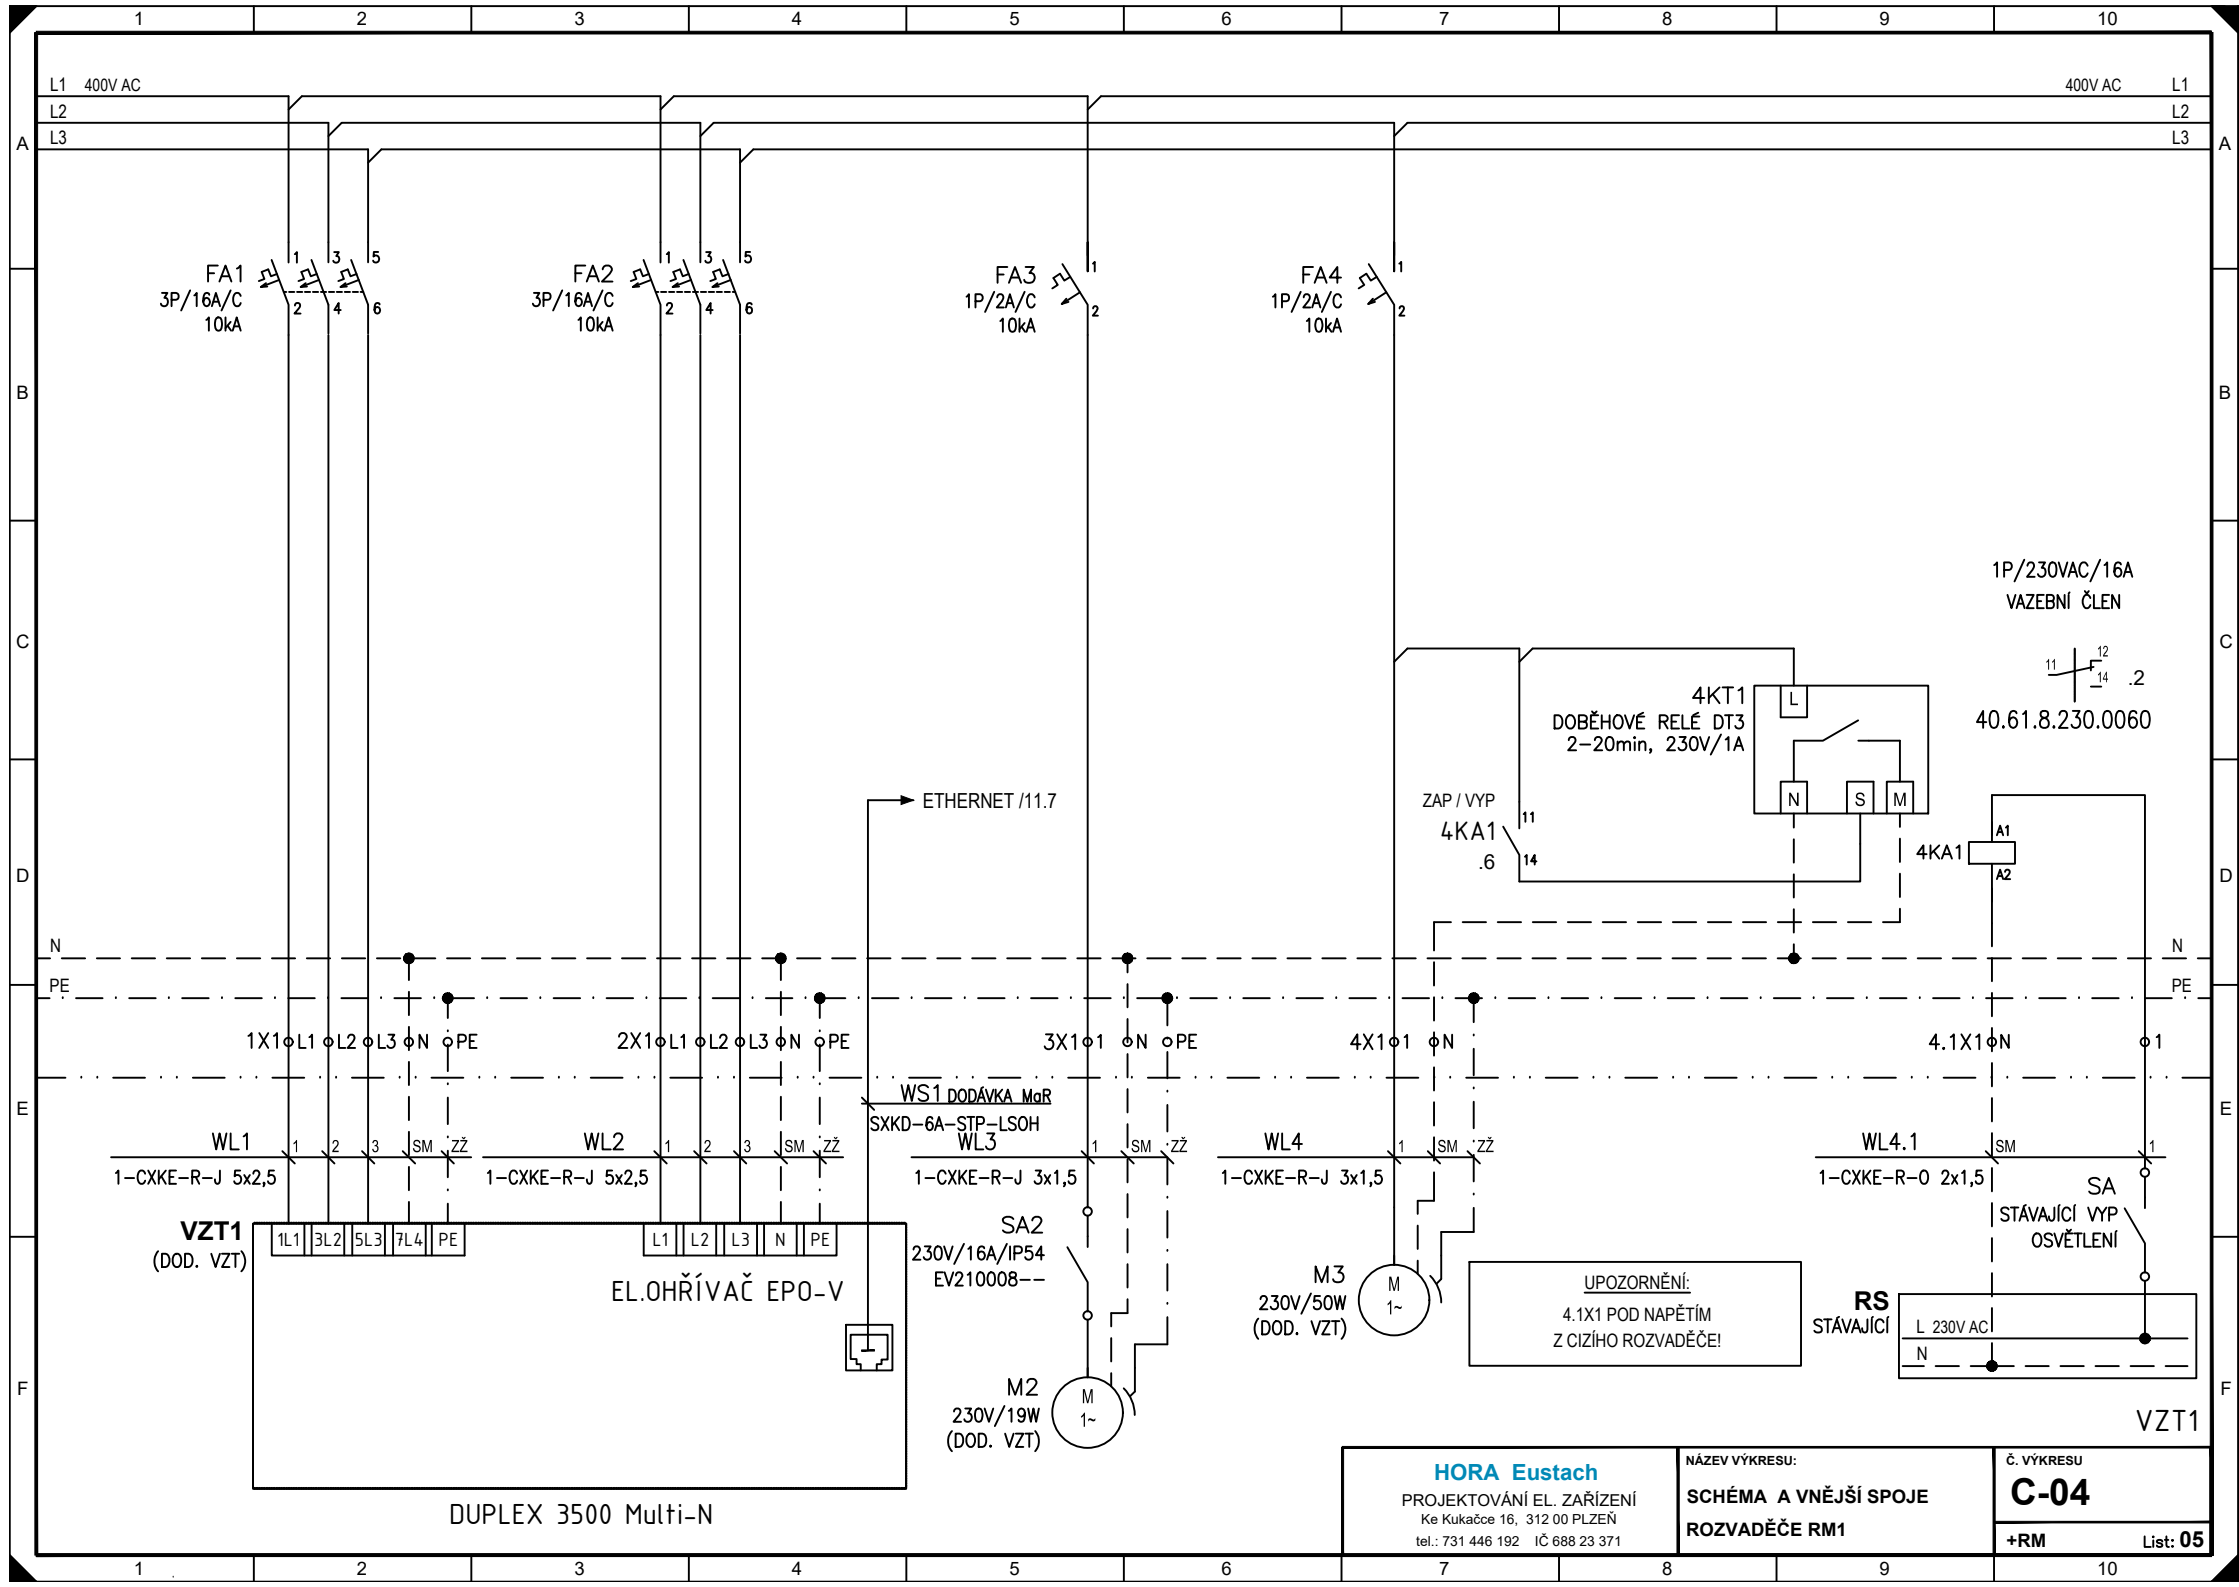 1 2 3 4 5 6 7 8 9 10
L1 400V AC
400V AC L1
L2
L2
L3
L3
A
A
FA1
3P/16A/C
10kA
1 3 5
2 4 6
FA2
3P/16A/C
10kA
1 3 5
2 4 6
FA3
1P/2A/C
10kA
1
2
FA4
1P/2A/C
10kA
1
2
B
B
1P/230VAC/16A
VAZEBNÍ ČLEN
11 12
14 .2
40.61.8.230.0060
C
C
4KT1
DOBĚHOVÉ RELÉ DT3
2-20min, 230V/1A
L
N S M
ETHERNET /11.7
ZAP / VYP
4KA1
.6
11
14
4KA1
A1
A2
D
D
N
N
PE
PE
1X1 L1 L2 L3 N PE
2X1 L1 L2 L3 N PE
3X1 1 N PE
4X1 1 N
4.1X1 N 1
E
E
WS1 DODÁVKA MaR
SXKD-6A-STP-LSOH
WL1 1 2 3 SM ZŽ
1-CXKE-R-J 5x2,5
WL2 1 2 3 SM ZŽ
1-CXKE-R-J 5x2,5
WL3 1 SM ZŽ
1-CXKE-R-J 3x1,5
WL4 1 SM ZŽ
1-CXKE-R-J 3x1,5
WL4.1 SM 1
1-CXKE-R-O 2x1,5
VZT1
(DOD. VZT)
1L1 3L2 5L3 7L4 PE
L1 L2 L3 N PE
EL.OHŘÍVAČ EPO-V
SA2
230V/16A/IP54
EV210008--
SA
STÁVAJÍCÍ VYP
OSVĚTLENÍ
M3
230V/50W
(DOD. VZT)
M
1~
UPOZORNĚNÍ:
4.1X1 POD NAPĚTÍM
Z CIZÍHO ROZVADĚČE!
RS
STÁVAJÍCÍ
L 230V AC
N
M2
230V/19W
(DOD. VZT)
M
1~
F
F
VZT1
DUPLEX 3500 Multi-N
HORA Eustach
PROJEKTOVÁNÍ EL. ZAŘÍZENÍ
Ke Kukačce 16, 312 00 PLZEŇ
tel.: 731 446 192 IČ 688 23 371
NÁZEV VÝKRESU:
SCHÉMA A VNĚJŠÍ SPOJE
ROZVADĚČE RM1
Č. VÝKRESU
C-04
+RM List: 05
1 2 3 4 5 6 7 8 9 10